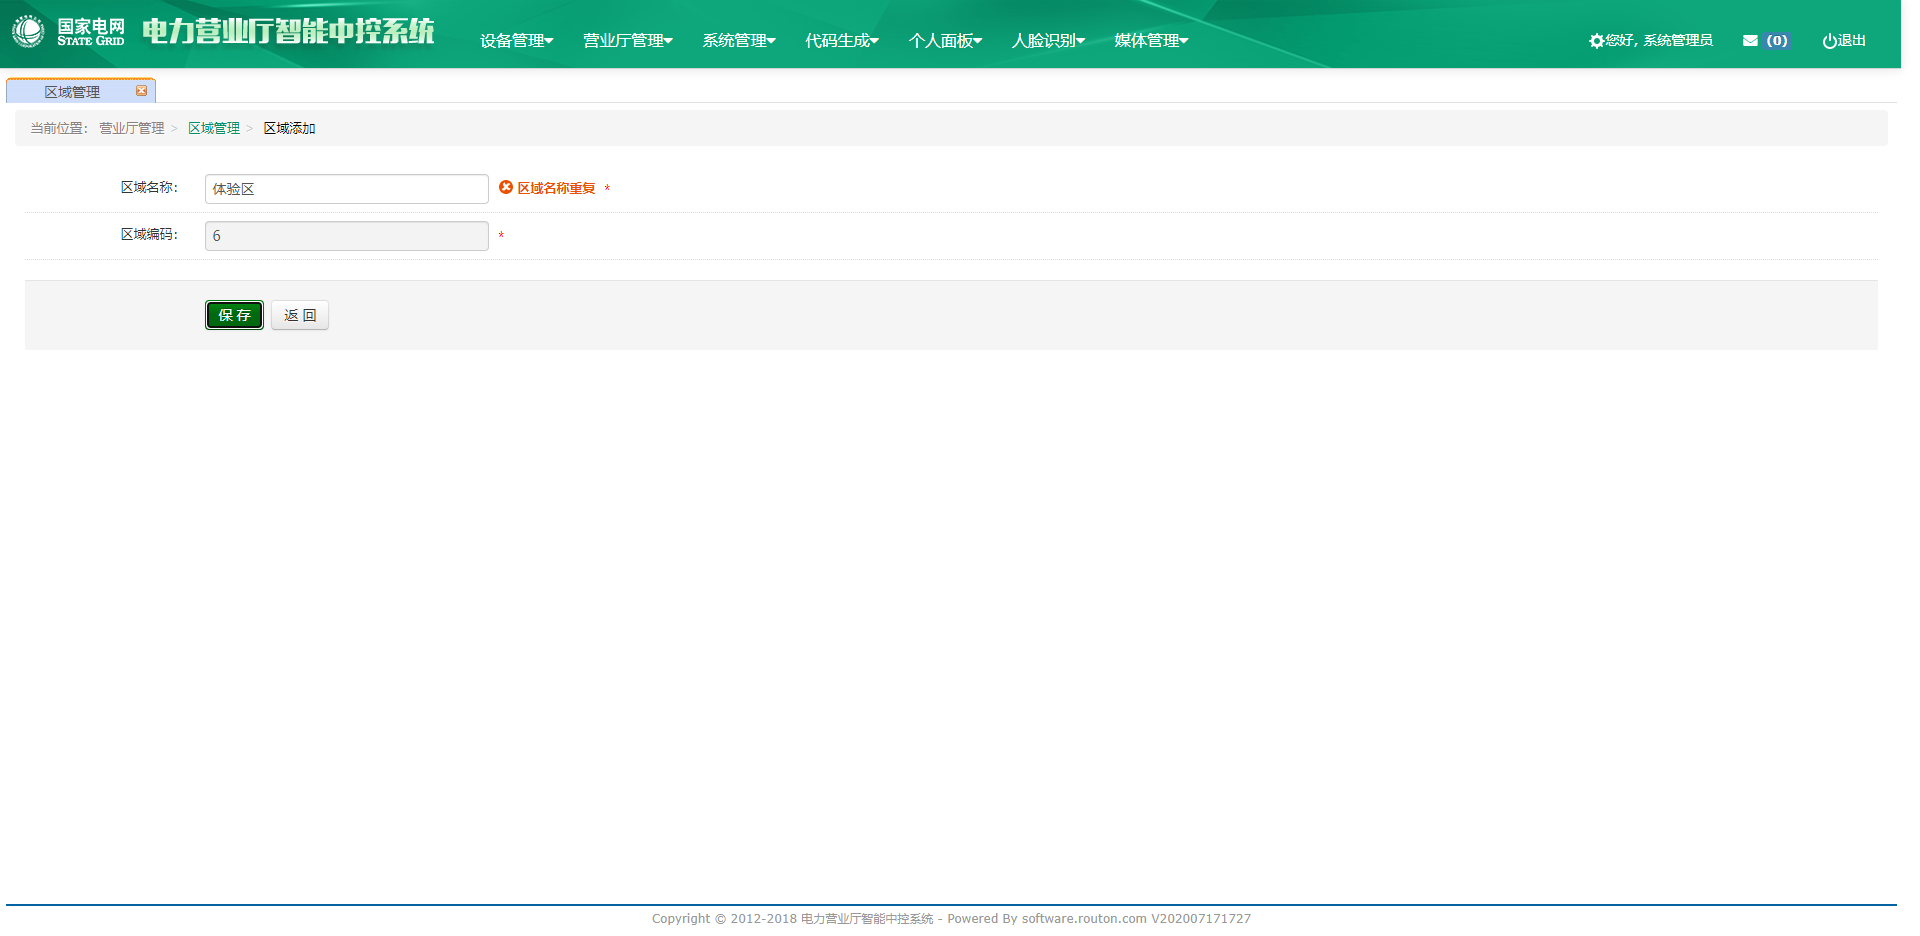 国家电网
STATE GRID
电力营业厅智能中控系统
设备管理 营业厅管理 系统管理 代码生成 个人面板 人脸识别 媒体管理 您好, 系统管理员 (0) 退出
区域管理
当前位置: 营业厅管理 > 区域管理 > 区域添加
区域名称: 体验区 区域名称重复 *
区域编码: 6 *
保 存 返 回
Copyright © 2012-2018 电力营业厅智能中控系统 - Powered By software.routon.com V202007171727